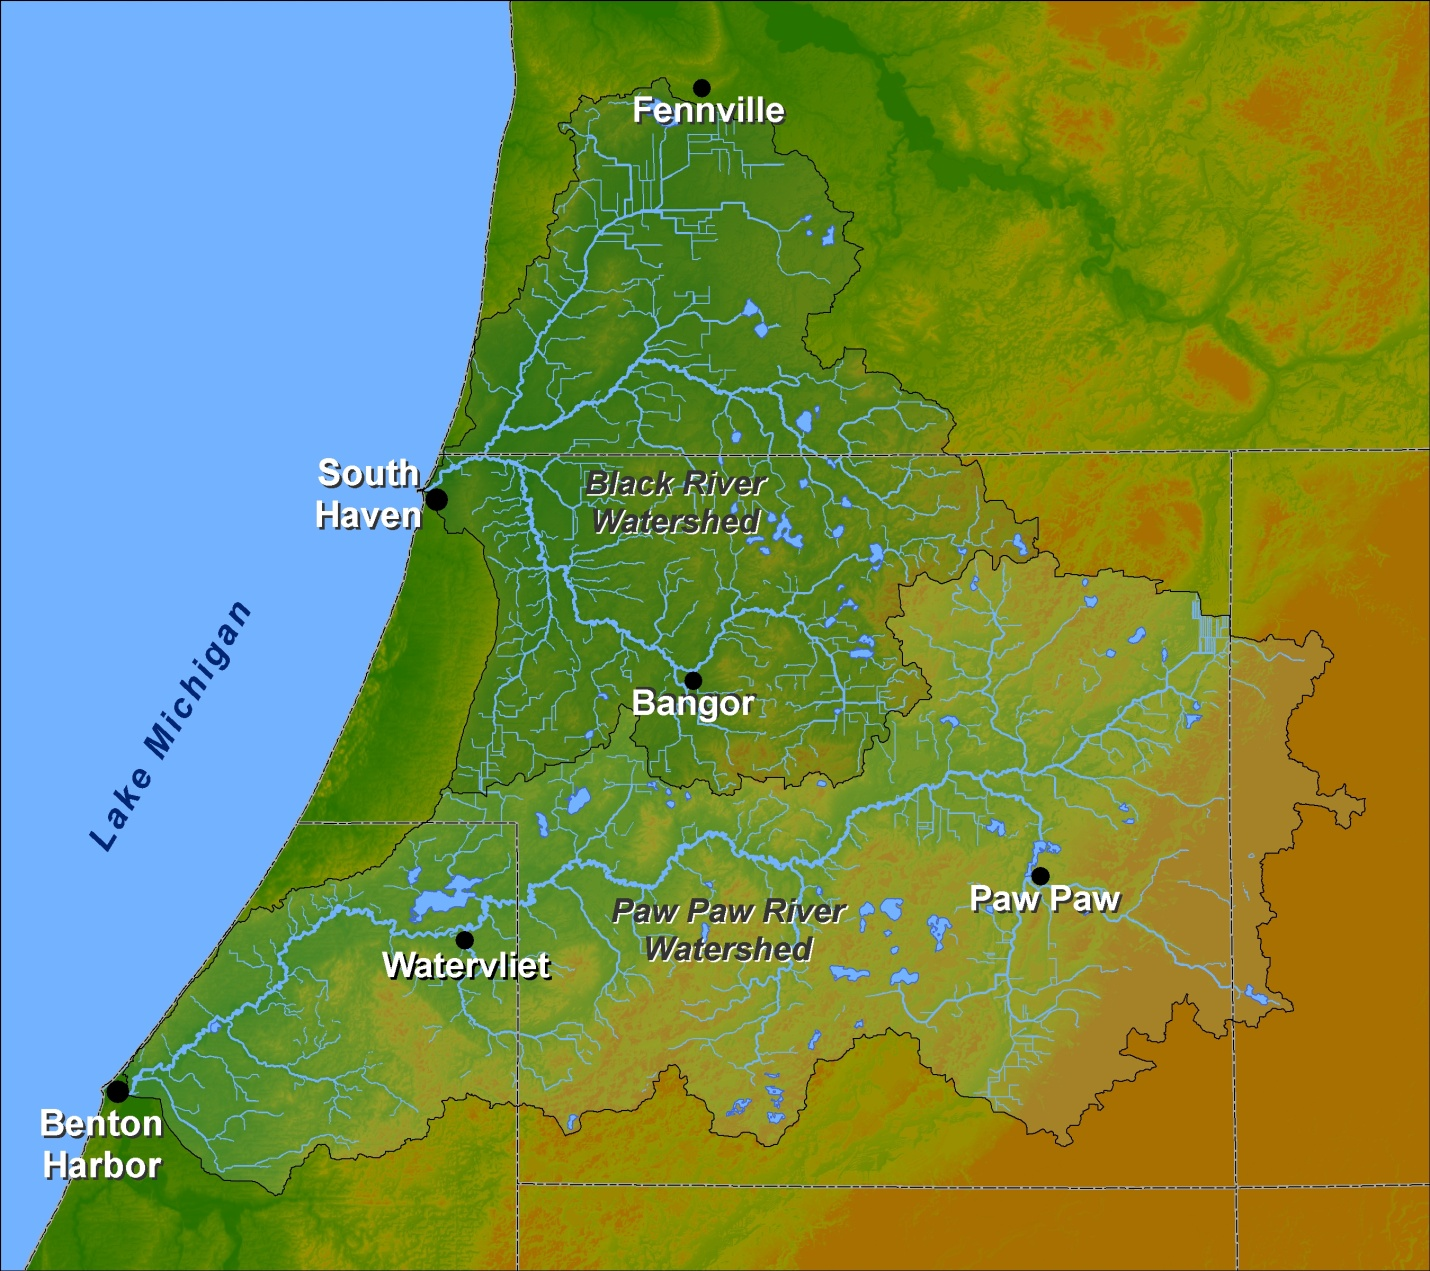 Fennville
South
Haven
Black River
Watershed
Lake Michigan
Bangor
Paw Paw
Paw Paw River
Watershed
Watervliet
Benton
Harbor